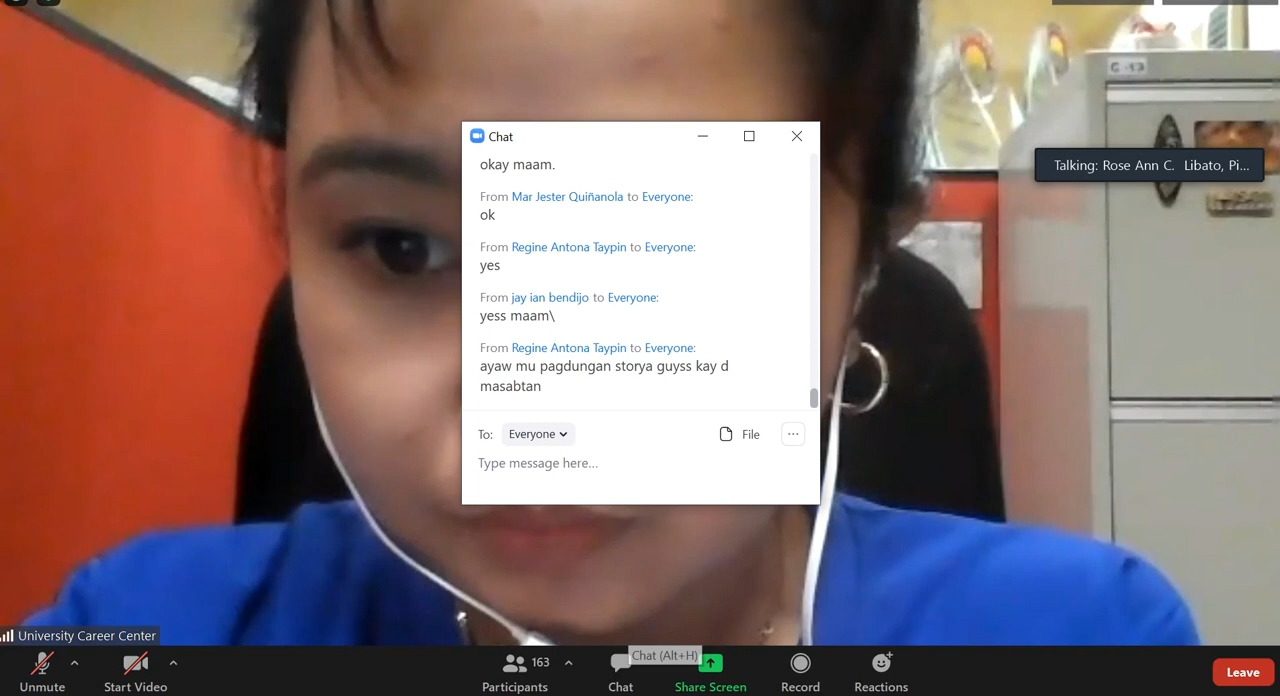 C -13
Chat
okay maam.
Talking: Rose Ann C. Libato, Pi...
From Mar Jester Quiñanola to Everyone:
ok
From Regine Antona Taypin to Everyone:
yes
From jay ian bendijo to Everyone:
yess maam\
From Regine Antona Taypin to Everyone:
ayaw mu pagdungan storya guyss kay d
masabtan
To: Everyone File ...
Type message here...
University Career Center
Chat (Alt+H)
163
Unmute Start Video Participants Chat Share Screen Record Reactions Leave